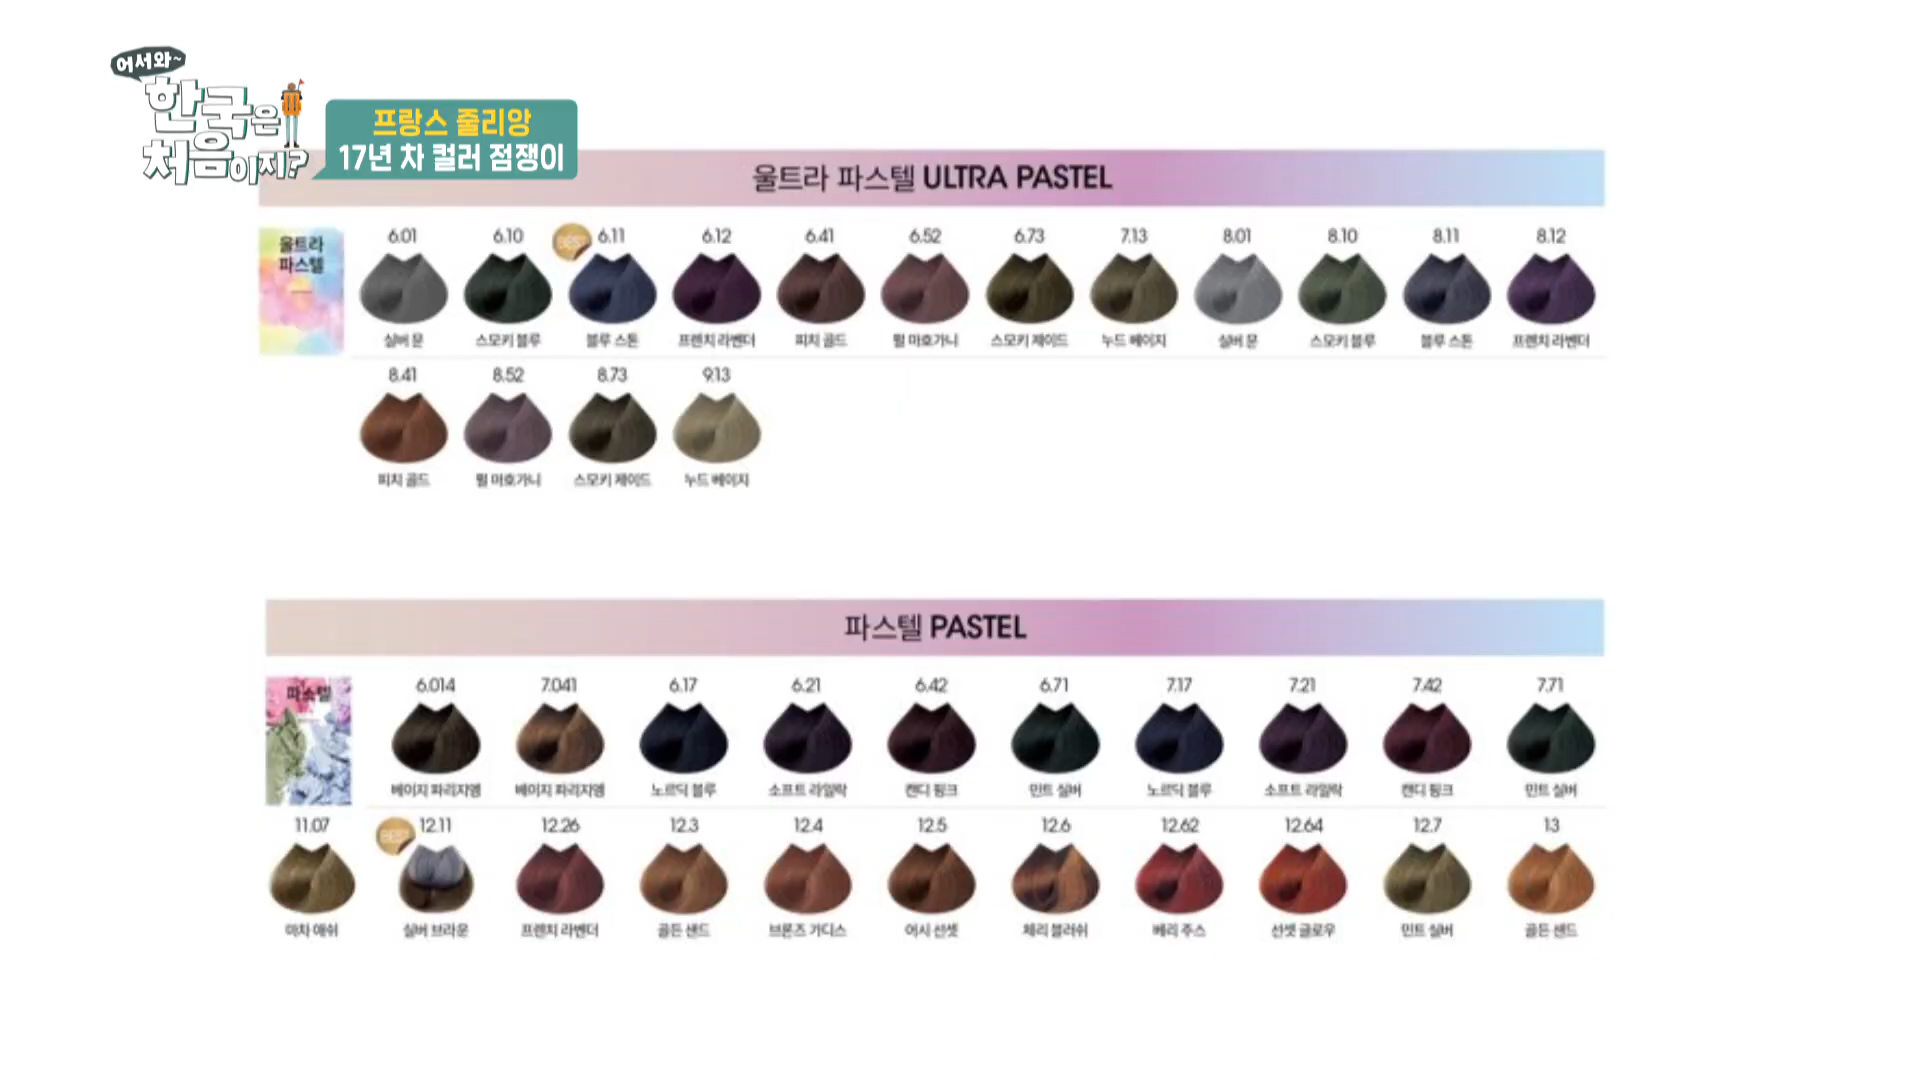 어서와~
한국은
처음이지?
프랑스 줄리앙
17년 차 컬러 점쟁이
울트라 파스텔 ULTRA PASTEL
울트라
파스텔
6.01 6.10 BEST 6.11 6.12 6.41 6.52 6.73 7.13 8.01 8.10 8.11 8.12
실버 문 스모키 블루 블루 스톤 프렌치 라벤더 피치 골드 펄 마호가니 스모키 제이드 누드 베이지 실버 문 스모키 블루 블루 스톤 프렌치 라벤더
8.41 8.52 8.73 9.13
피치 골드 펄 마호가니 스모키 제이드 누드 베이지
파스텔 PASTEL
파스텔
6.014 7.041 6.17 6.21 6.42 6.71 7.17 7.21 7.42 7.71
베이지 파리지엥 베이지 파리지엥 노르딕 블루 소프트 라일락 캔디 핑크 민트 실버 노르딕 블루 소프트 라일락 캔디 핑크 민트 실버
11.07 BEST 12.11 12.26 12.3 12.4 12.5 12.6 12.62 12.64 12.7 13
마차 애쉬 실버 브라운 프렌치 라벤더 골든 샌드 브론즈 가디스 어시 선셋 체리 블러쉬 베리 주스 선셋 글로우 민트 실버 골든 샌드